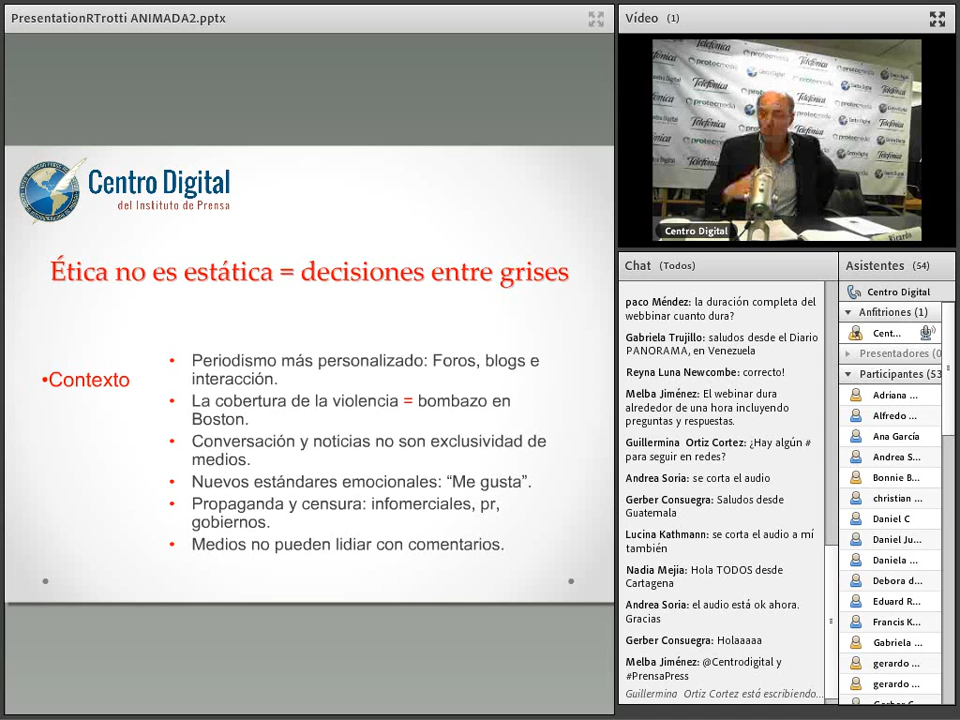 PresentationRTrotti ANIMADA2.pptx
Centro Digital
del Instituto de Prensa
Ética no es estática = decisiones entre grises
•Contexto
• Periodismo más personalizado: Foros, blogs e
interacción.
• La cobertura de la violencia = bombazo en
Boston.
• Conversación y noticias no son exclusividad de
medios.
• Nuevos estándares emocionales: “Me gusta”.
• Propaganda y censura: infomerciales, pr,
gobiernos.
• Medios no pueden lidiar con comentarios.
Vídeo (1)
Telefónica
protecmedia
Centro Digital
Ricardo
Chat (Todos)
paco Méndez: la duración completa del
webbinar cuanto dura?
Gabriela Trujillo: saludos desde el Diario
PANORAMA, en Venezuela
Reyna Luna Newcombe: correcto!
Melba Jiménez: El webinar dura
alrededor de una hora incluyendo
preguntas y respuestas.
Guillermina Ortiz Cortez: ¿Hay algún #
para seguir en redes?
Andrea Soria: se corta el audio
Gerber Consuegra: Saludos desde
Guatemala
Lucina Kathmann: se corta el audio a mí
también
Nadia Mejia: Hola TODOS desde
Cartagena
Andrea Soria: el audio está ok ahora.
Gracias
Gerber Consuegra: Holaaaaa
Melba Jiménez: @Centrodigital y
#PrensaPress
Guillermina Ortiz Cortez está escribiendo...
Asistentes (54)
Centro Digital
Anfitriones (1)
Cent...
Presentadores (0
Participantes (53
Adriana ...
Alfredo ...
Ana García
Andrea S...
Bonnie B...
christian ...
Daniel C
Daniel Ju...
Daniela ...
Debora d...
Eduard R...
Francis K...
Gabriela ...
gerardo ...
gerardo ...